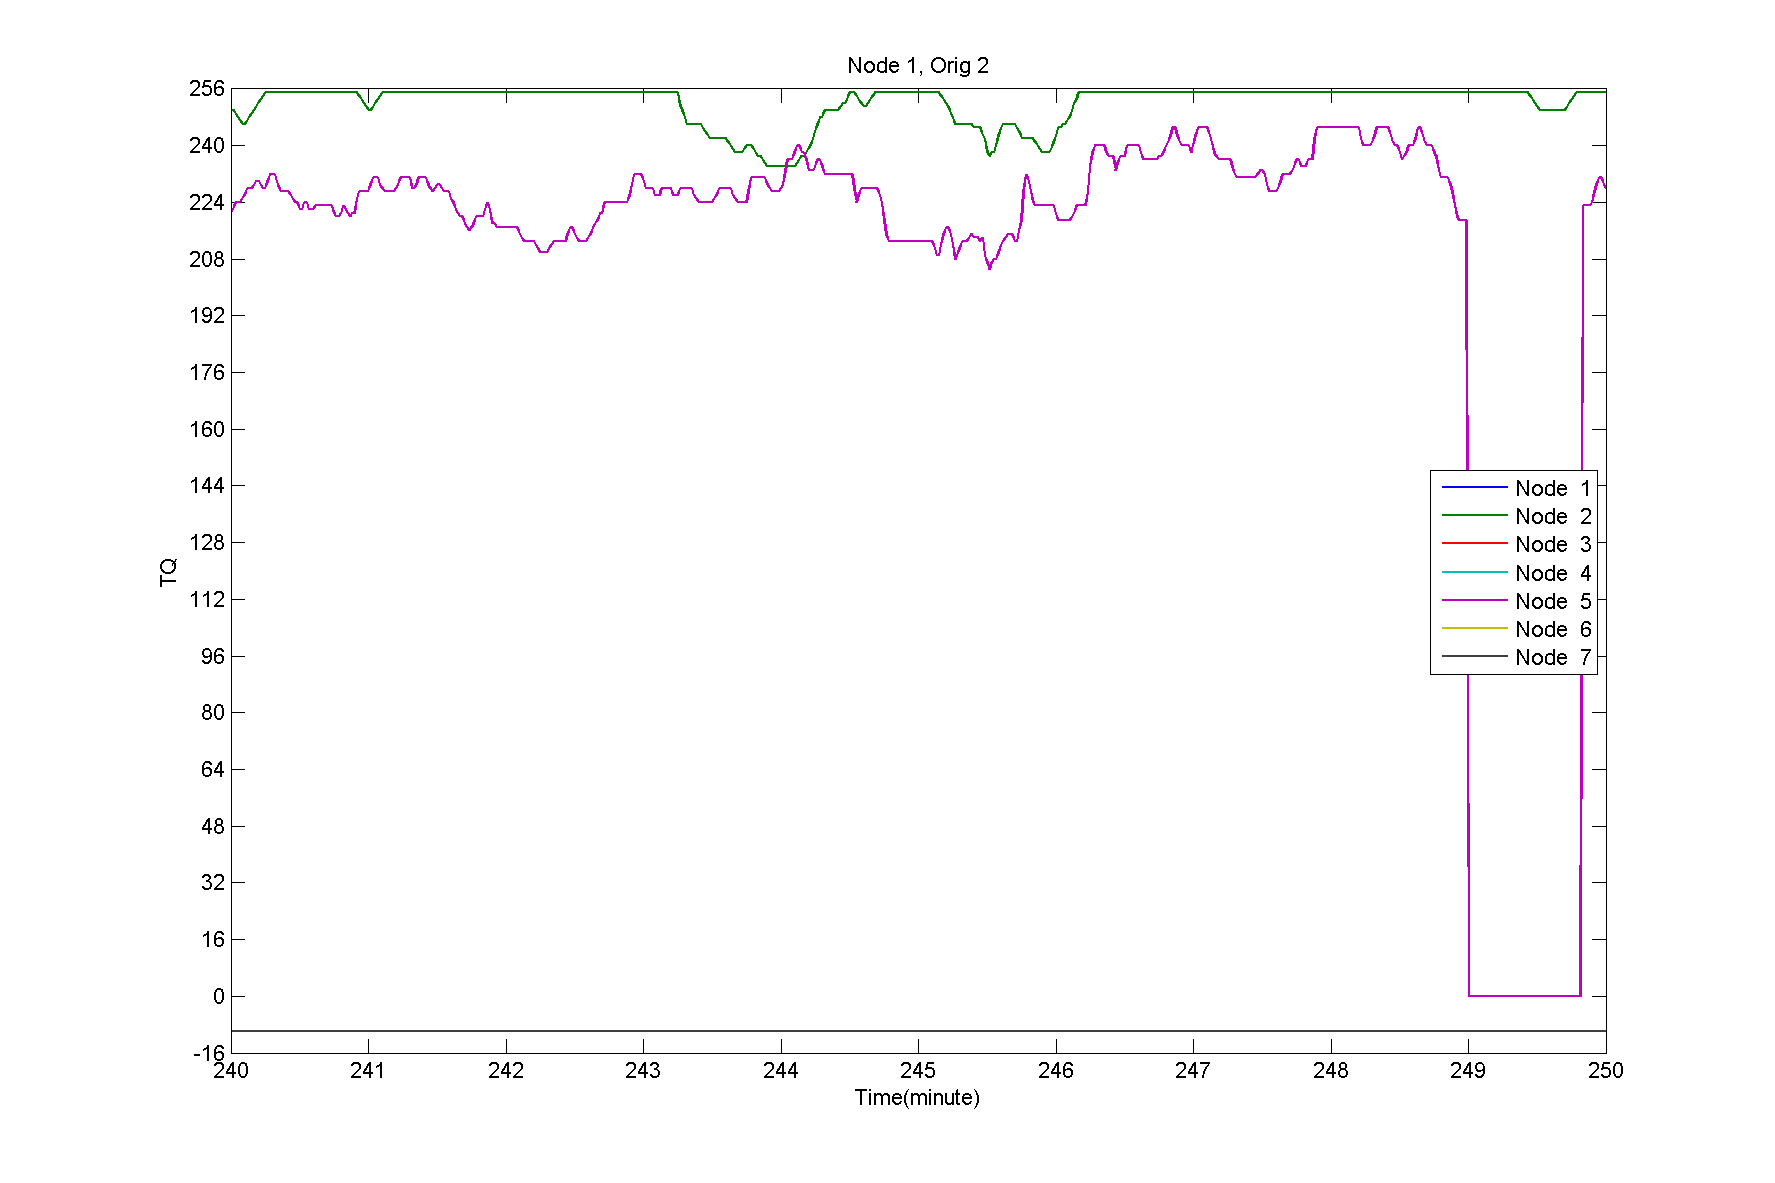 Node 1, Orig 2
256
240
224
208
192
176
160
144
128
112
96
80
64
48
32
16
0
-16
TQ
Node 1
Node 2
Node 3
Node 4
Node 5
Node 6
Node 7
240 241 242 243 244 245 246 247 248 249 250
Time(minute)